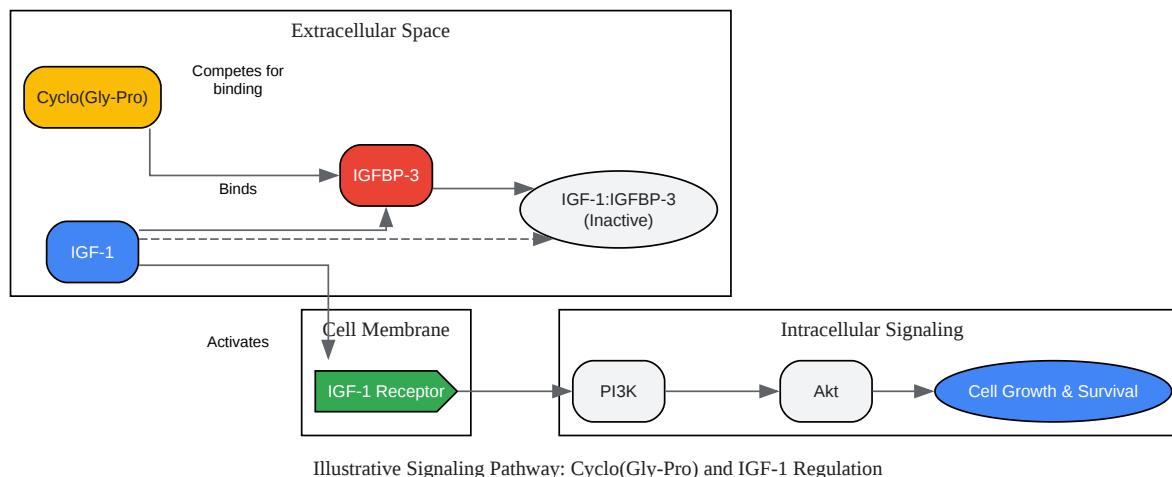 Extracellular Space
Competes for
binding
Cyclo(Gly-Pro)
IGFBP-3
Binds
IGF-1:IGFBP-3
(Inactive)
IGF-1
Activates
Cell Membrane
IGF-1 Receptor
Intracellular Signaling
PI3K
Akt
Cell Growth & Survival
Illustrative Signaling Pathway: Cyclo(Gly-Pro) and IGF-1 Regulation